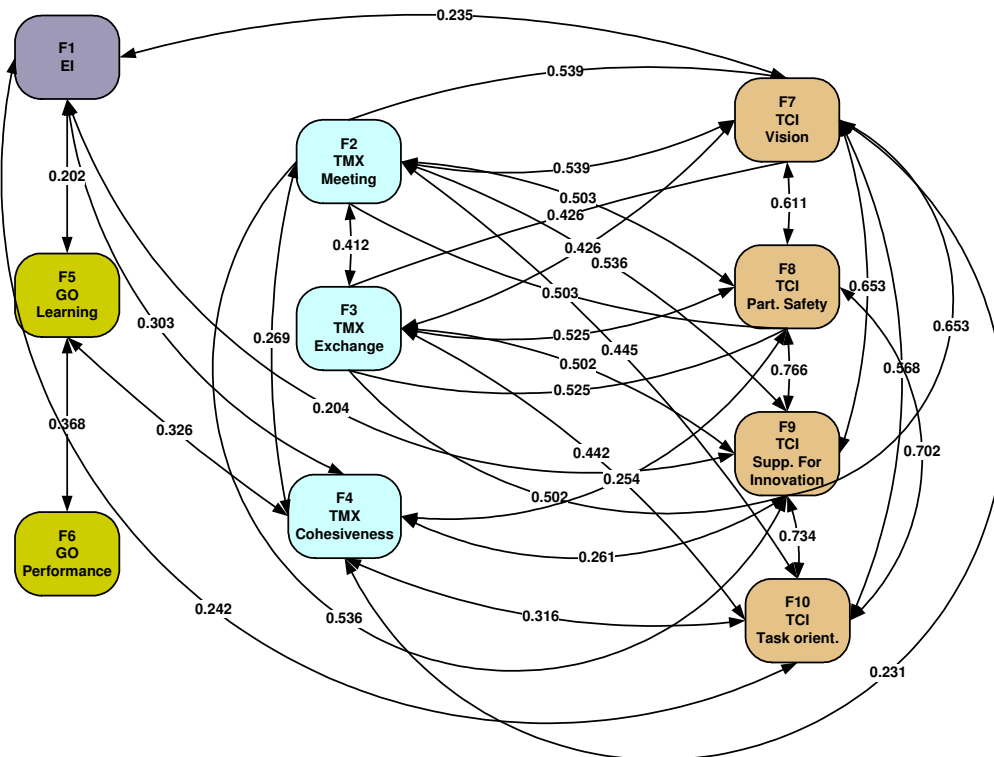 0.235
F1
EI
0.539
F7
TCI
Vision
F2
TMX
Meeting
0.539
0.202
0.503
0.611
0.426
0.412
0.426
0.536
F5
GO
Learning
F8
TCI
Part. Safety
0.653
0.503
F3
TMX
Exchange
0.303
0.269
0.525
0.653
0.445
0.502
0.766
0.568
0.525
0.204
0.368
0.326
F9
TCI
Supp. For
Innovation
0.442
0.702
0.254
F4
TMX
Cohesiveness
0.502
F6
GO
Performance
0.734
0.261
F10
TCI
Task orient.
0.242
0.536
0.316
0.231